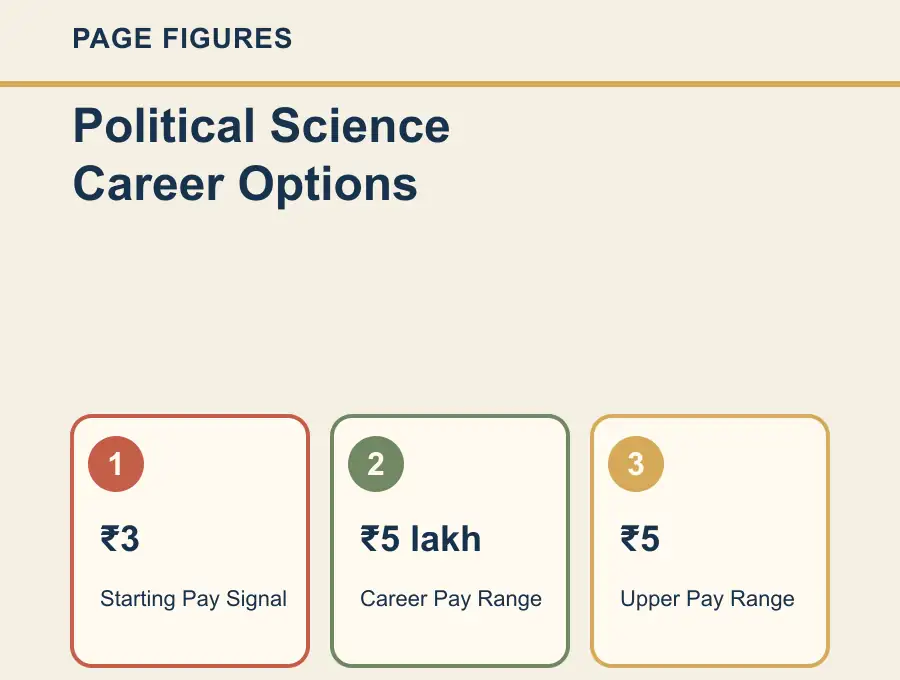 PAGE FIGURES
Political Science
Career Options
1
₹3
Starting Pay Signal
2
₹5 lakh
Career Pay Range
3
₹5
Upper Pay Range